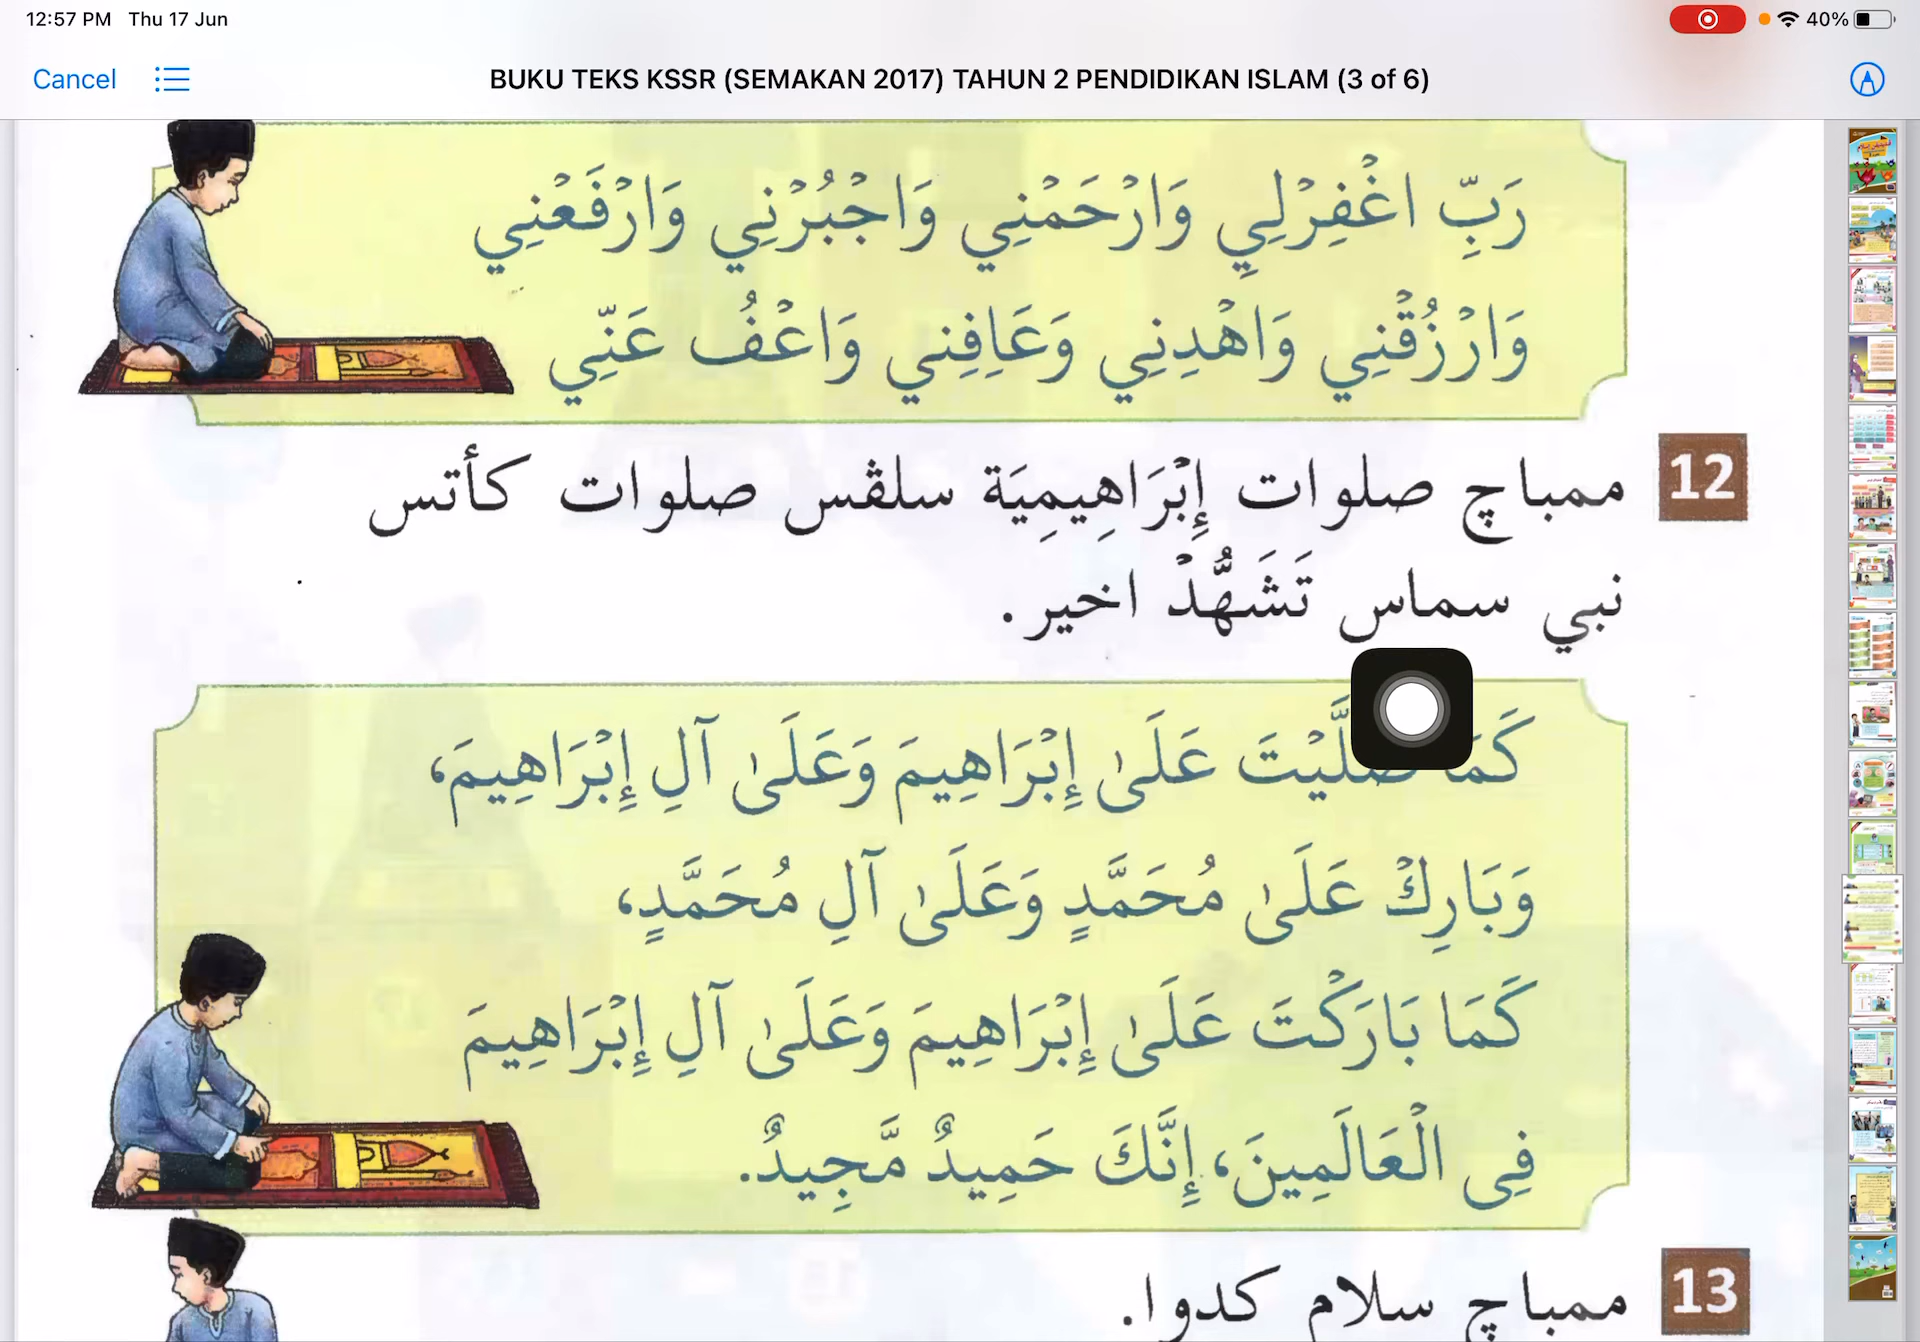 12:57 PM Thu 17 Jun
40%
Cancel
BUKU TEKS KSSR (SEMAKAN 2017) TAHUN 2 PENDIDIKAN ISLAM (3 of 6)
رَبِّ اغْفِرْلِيِ وَارْحَمْنِي وَاجْبُرْنِي وَارْفَعْنِي
وَارْزُقْنِي وَاهْدِنِي وَعَافِنِي وَاعْفُ عَنِّي
12
ممباچ صلوات إِبْرَاهِيمِيَة سلڤس صلوات کأتس
نبي سماس تَشَهُّدْ اخير.
كَمَا صَلَّيْتَ عَلَىٰ إِبْرَاهِيمَ وَعَلَىٰ آلِ إِبْرَاهِيمَ،
وَبَارِكْ عَلَىٰ مُحَمَّدٍ وَعَلَىٰ آلِ مُحَمَّدٍ،
كَمَا بَارَكْتَ عَلَىٰ إِبْرَاهِيمَ وَعَلَىٰ آلِ إِبْرَاهِيمَ
فِى الْعَالَمِينَ، إِنَّكَ حَمِيدٌ مَّجِيدٌ.
13
ممباچ سلام کدوا.